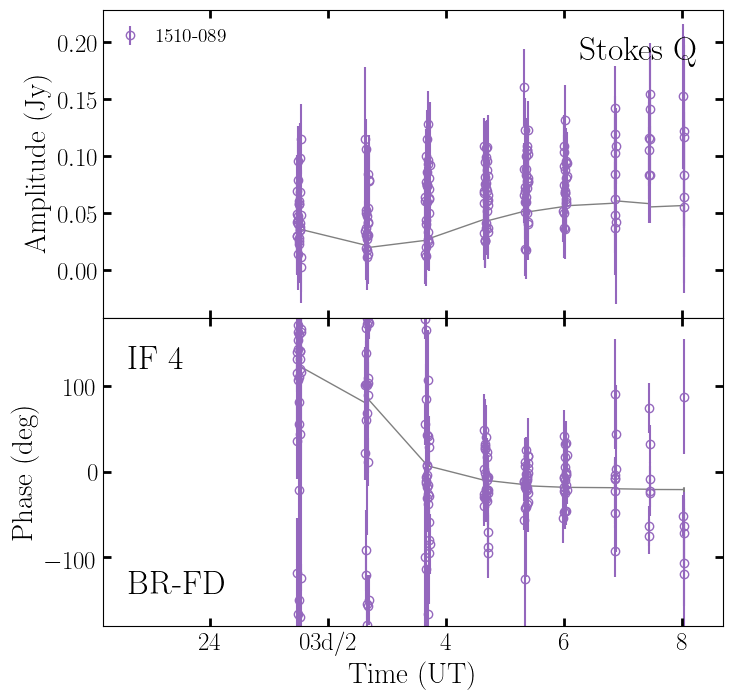 1510-089
Stokes Q
0.20
0.15
0.10
0.05
0.00
Amplitude (Jy)
IF 4
100
0
−100
Phase (deg)
BR-FD
24 03d/2 4 6 8
Time (UT)